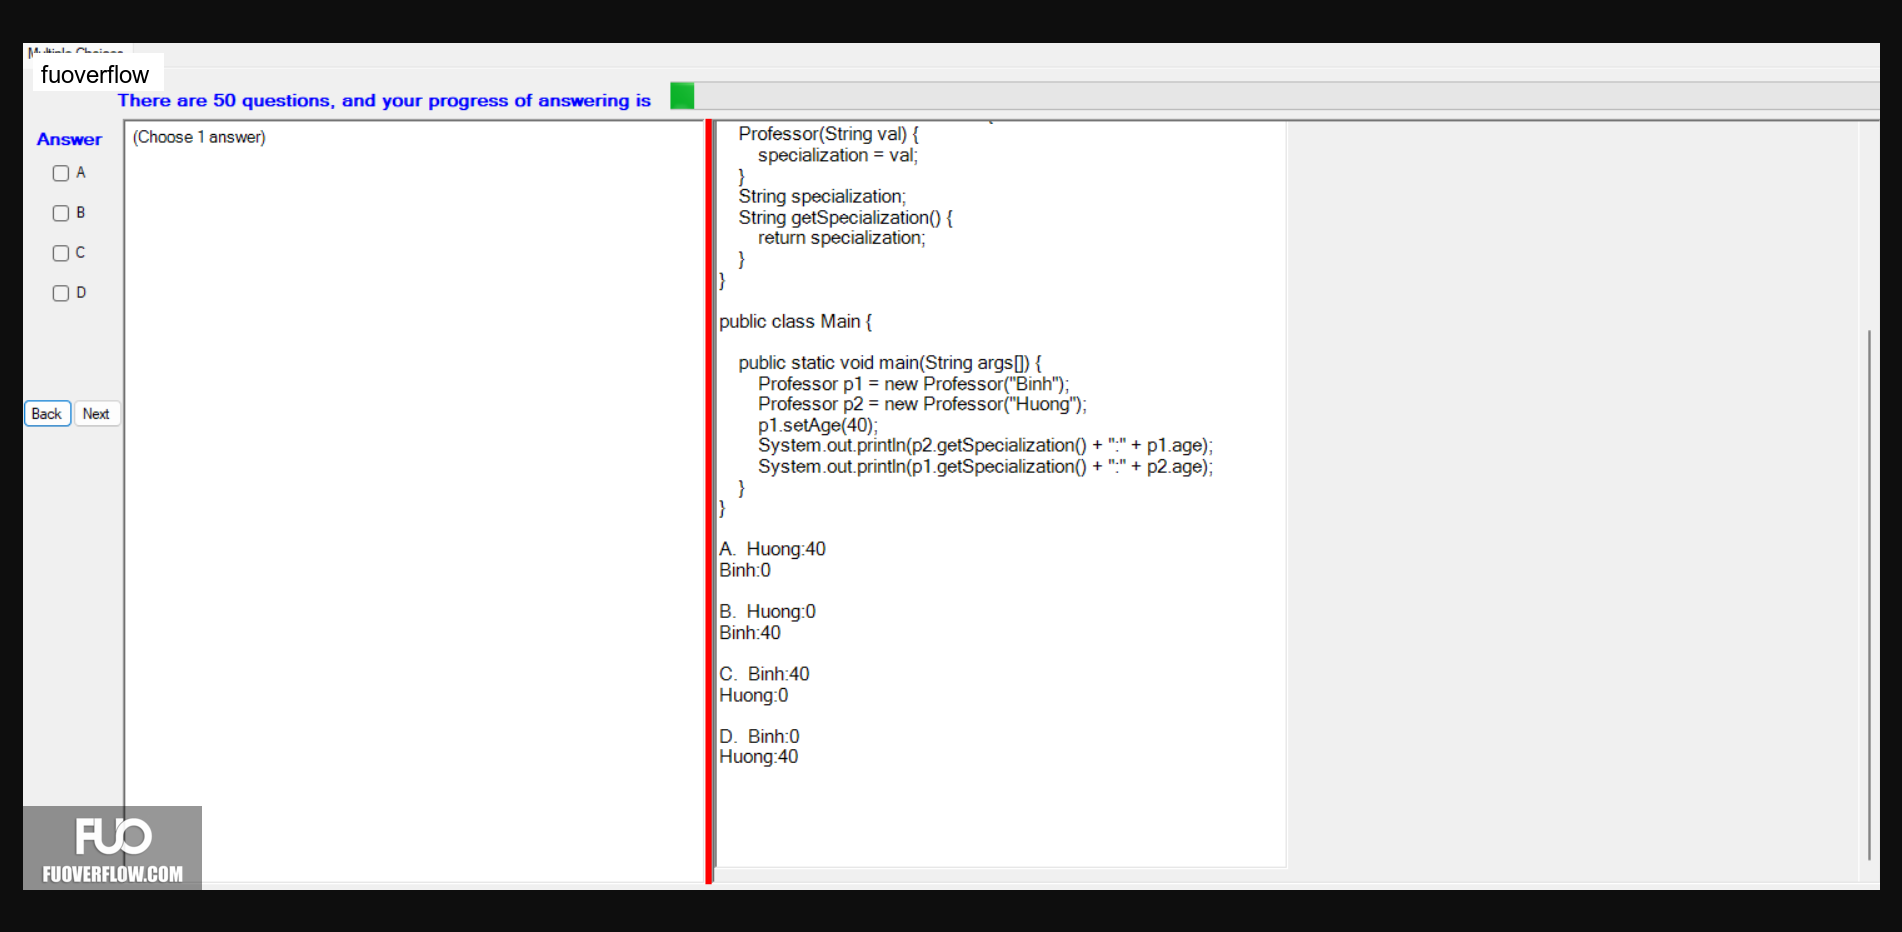 fuoverflow
There are 50 questions, and your progress of answering is
Answer
A
B
C
D
Back Next
(Choose 1 answer)
Professor(String val) {
specialization = val;
}
String specialization;
String getSpecialization() {
return specialization;
}
}
public class Main {
public static void main(String args[]) {
Professor p1 = new Professor("Binh");
Professor p2 = new Professor("Huong");
p1.setAge(40);
System.out.println(p2.getSpecialization() + ":" + p1.age);
System.out.println(p1.getSpecialization() + ":" + p2.age);
}
}
A. Huong:40
Binh:0
B. Huong:0
Binh:40
C. Binh:40
Huong:0
D. Binh:0
Huong:40
FUO
FUOVERFLOW.COM